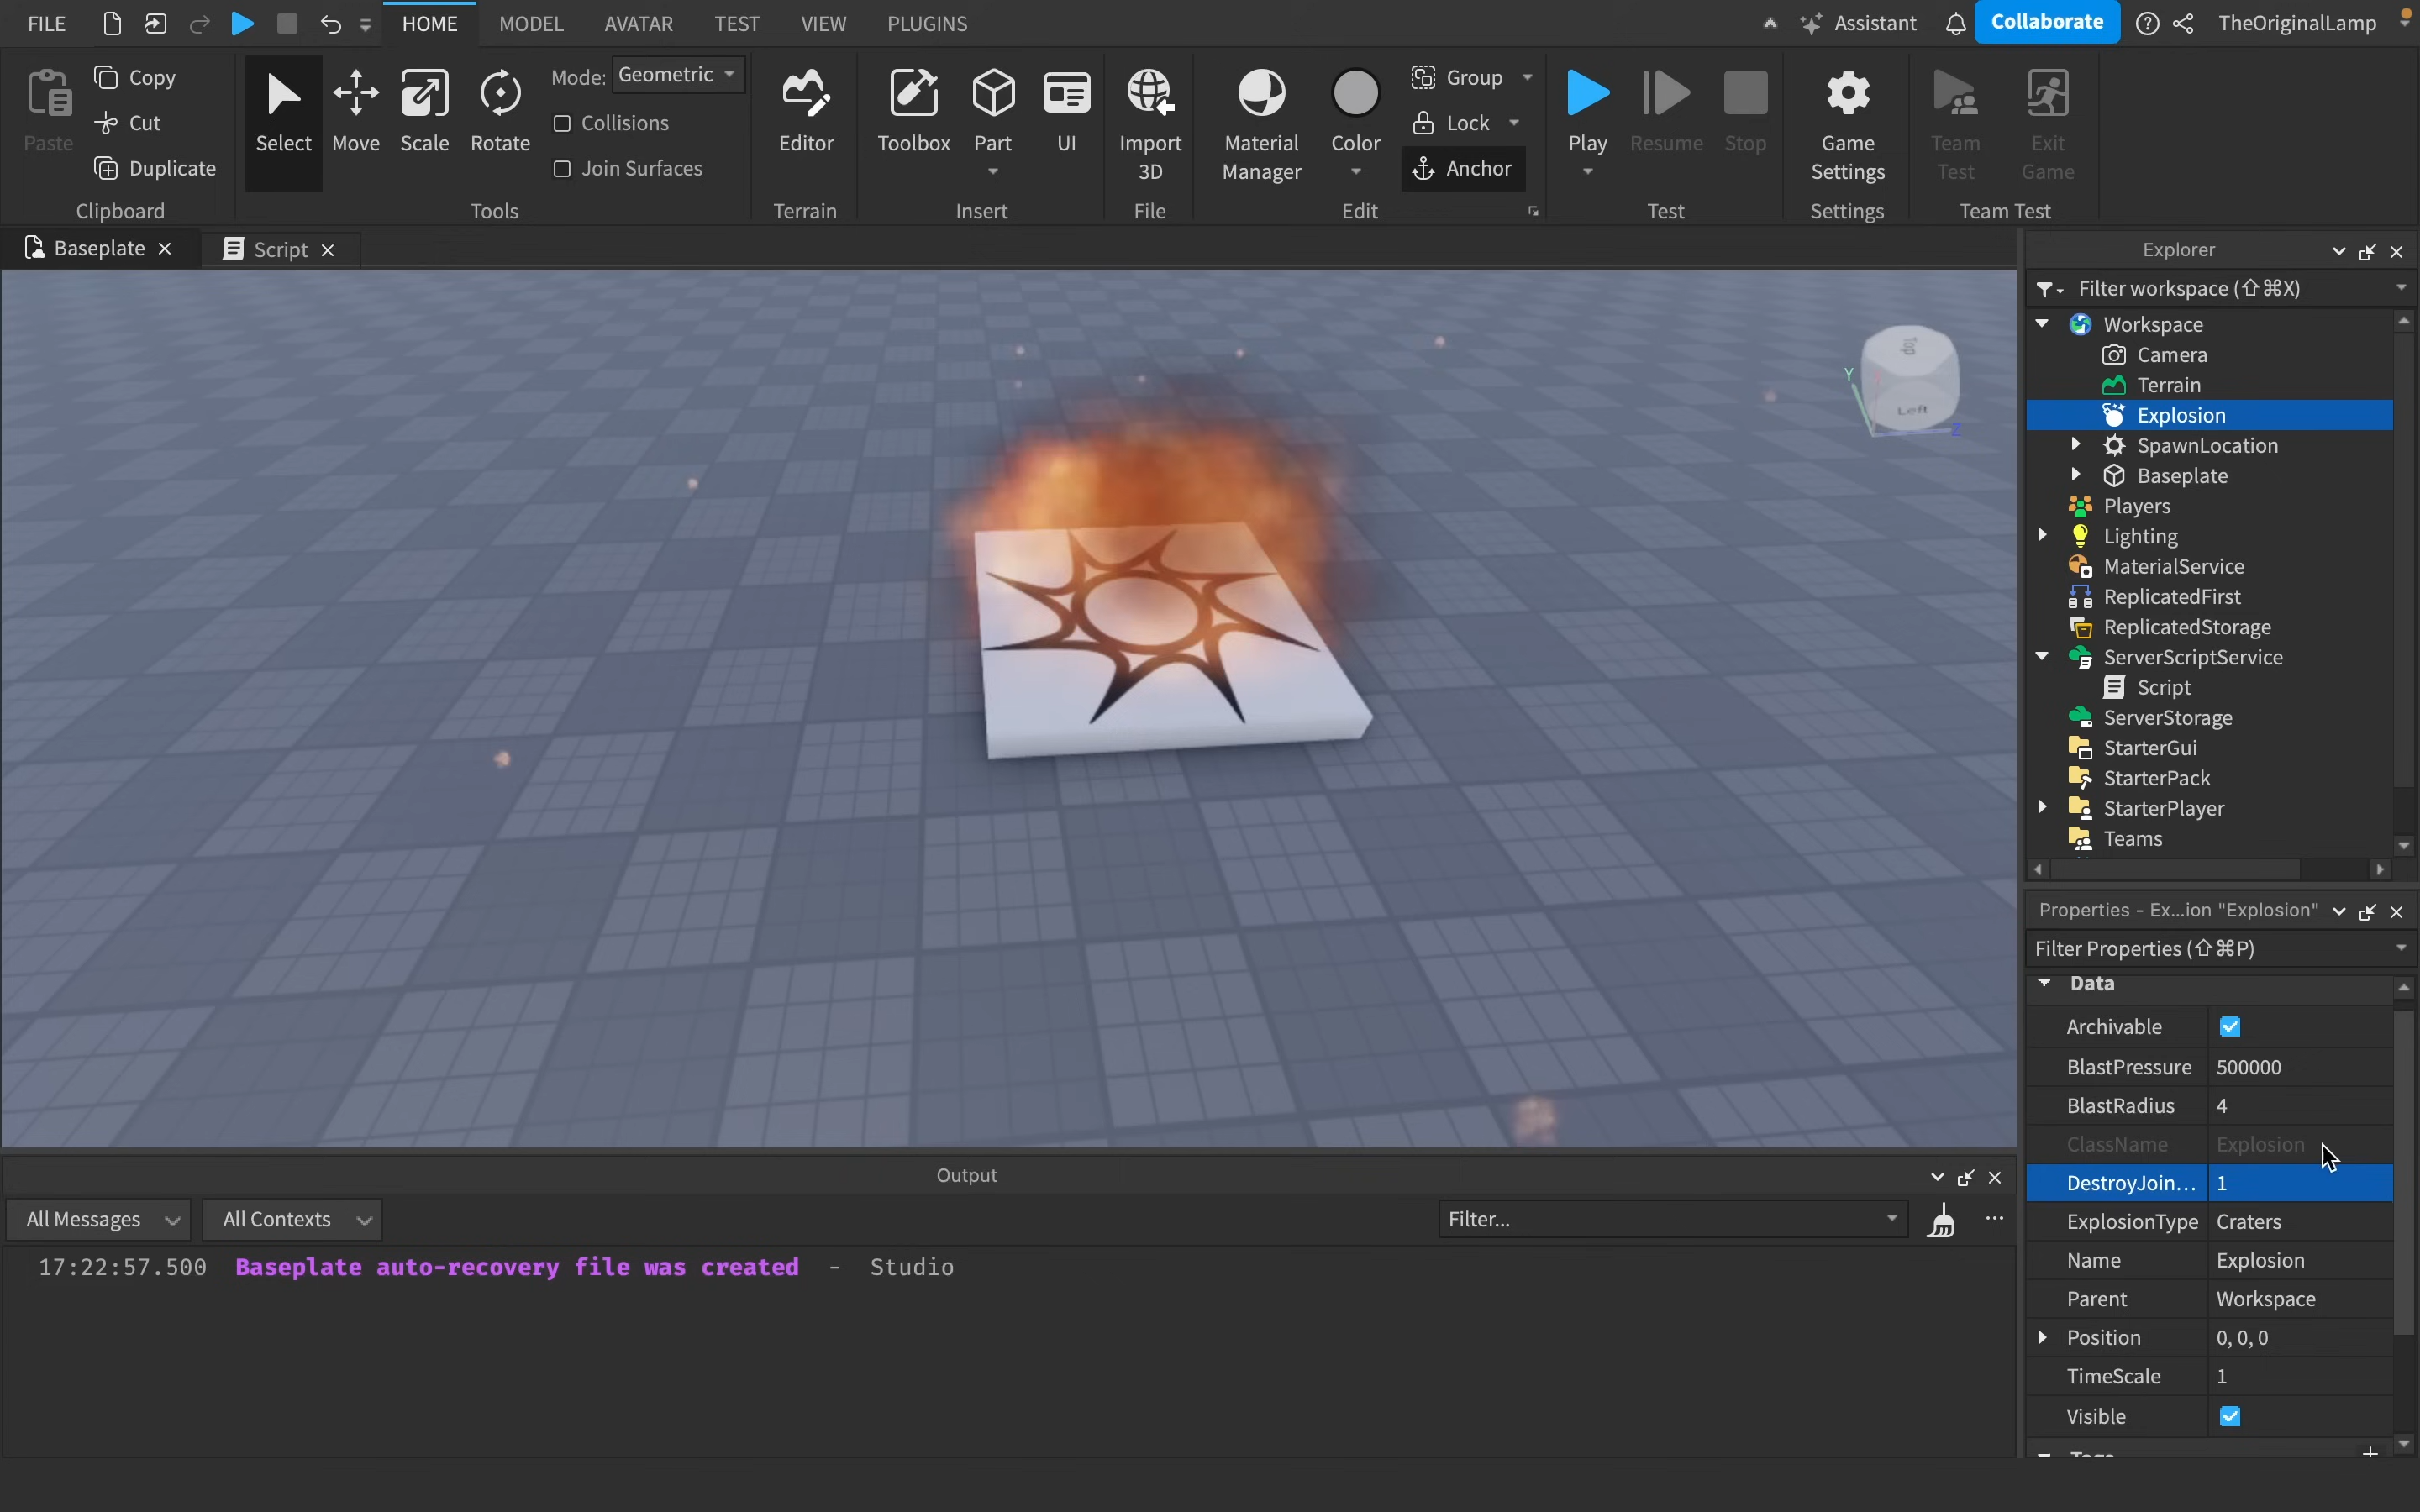 FILE
HOME
MODEL
AVATAR
TEST
VIEW
PLUGINS
Assistant
Collaborate
TheOriginalLamp
Paste
Copy
Cut
Duplicate
Clipboard
Select
Move
Scale
Rotate
Mode: Geometric
Collisions
Join Surfaces
Tools
Editor
Terrain
Toolbox
Part
UI
Insert
Import
3D
File
Material
Manager
Color
Group
Lock
Anchor
Edit
Play
Resume
Stop
Test
Game
Settings
Settings
Team
Test
Exit
Game
Team Test
Baseplate
Script
Top
Left
Y
Z
Explorer
Filter workspace (⇧⌘X)
Workspace
Camera
Terrain
Explosion
SpawnLocation
Baseplate
Players
Lighting
MaterialService
ReplicatedFirst
ReplicatedStorage
ServerScriptService
Script
ServerStorage
StarterGui
StarterPack
StarterPlayer
Teams
Properties - Ex...ion "Explosion"
Filter Properties (⇧⌘P)
Data
Archivable
BlastPressure 500000
BlastRadius 4
ClassName Explosion
DestroyJoin... 1
ExplosionType Craters
Name Explosion
Parent Workspace
Position 0, 0, 0
TimeScale 1
Visible
Output
All Messages
All Contexts
Filter...
17:22:57.500 Baseplate auto-recovery file was created - Studio